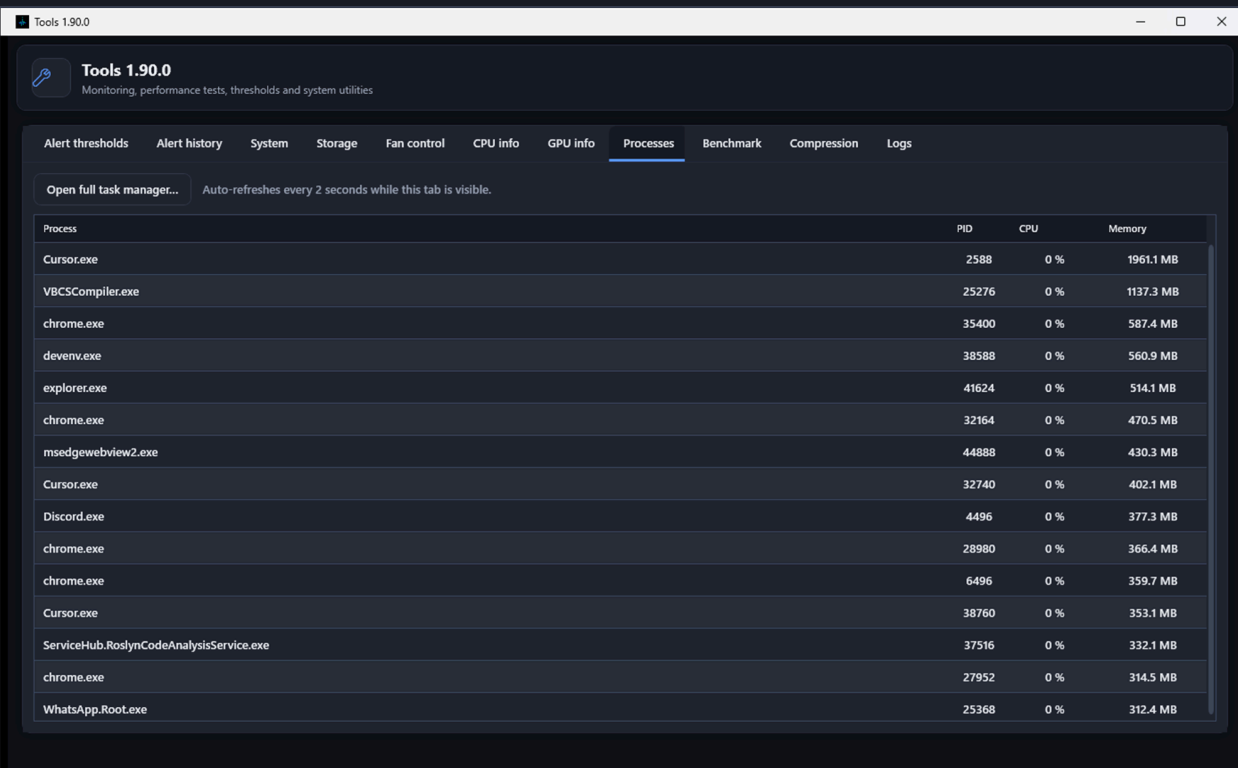 Tools 1.90.0
Tools 1.90.0
Monitoring, performance tests, thresholds and system utilities
Alert thresholds Alert history System Storage Fan control CPU info GPU info Processes Benchmark Compression Logs
Open full task manager... Auto-refreshes every 2 seconds while this tab is visible.
Process PID CPU Memory
Cursor.exe 2588 0 % 1961.1 MB
VBCSCompiler.exe 25276 0 % 1137.3 MB
chrome.exe 35400 0 % 587.4 MB
devenv.exe 38588 0 % 560.9 MB
explorer.exe 41624 0 % 514.1 MB
chrome.exe 32164 0 % 470.5 MB
msedgewebview2.exe 44888 0 % 430.3 MB
Cursor.exe 32740 0 % 402.1 MB
Discord.exe 4496 0 % 377.3 MB
chrome.exe 28980 0 % 366.4 MB
chrome.exe 6496 0 % 359.7 MB
Cursor.exe 38760 0 % 353.1 MB
ServiceHub.RoslynCodeAnalysisService.exe 37516 0 % 332.1 MB
chrome.exe 27952 0 % 314.5 MB
WhatsApp.Root.exe 25368 0 % 312.4 MB